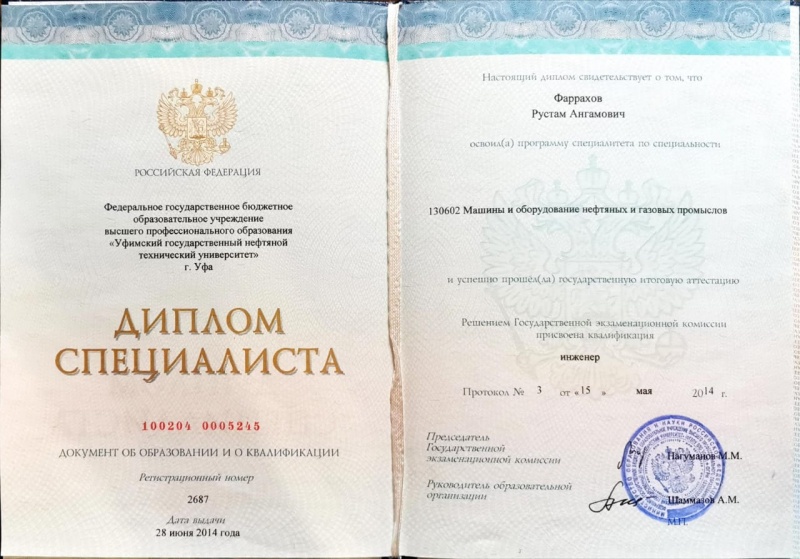 РОССИЙСКАЯ ФЕДЕРАЦИЯ
Федеральное государственное бюджетное
образовательное учреждение
высшего профессионального образования
«Уфимский государственный нефтяной
технический университет»
г. Уфа
ДИПЛОМ
СПЕЦИАЛИСТА
100204 0005245
ДОКУМЕНТ ОБ ОБРАЗОВАНИИ И О КВАЛИФИКАЦИИ
Регистрационный номер
2687
Дата выдачи
28 июня 2014 года
Настоящий диплом свидетельствует о том, что
Фаррахов
Рустам Ангамович
освоил(а) программу специалитета по специальности
130602 Машины и оборудование нефтяных и газовых промыслов
и успешно прошёл(ла) государственную итоговую аттестацию
Решением Государственной экзаменационной комиссии
присвоена квалификация
инженер
Протокол № 3 от «15 » мая 2014 г.
Председатель
Государственной
экзаменационной комиссии Нагуманов М.М.
Руководитель образовательной
организации Шаммазов А.М.
М.П.